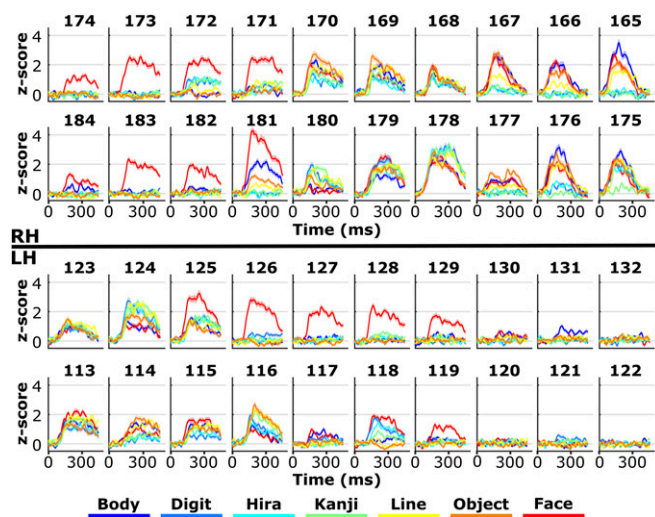 174 173 172 171 170 169 168 167 166 165
z-score
4
2
0
184 183 182 181 180 179 178 177 176 175
z-score
4
2
0
0 300 0 300 0 300 0 300 0 300 0 300 0 300 0 300 0 300 0 300
Time (ms)
RH
LH
123 124 125 126 127 128 129 130 131 132
z-score
4
2
0
113 114 115 116 117 118 119 120 121 122
z-score
4
2
0
0 300 0 300 0 300 0 300 0 300 0 300 0 300 0 300 0 300 0 300
Time (ms)
Body Digit Hira Kanji Line Object Face